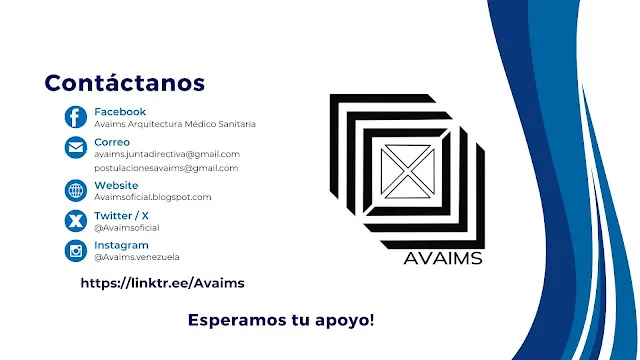 Contáctanos
Facebook
Avaims Arquitectura Médico Sanitaria
Correo
avaims.juntadirectiva@gmail.com
postulacionesavaims@gmail.com
Website
Avaimsoficial.blogspot.com
Twitter / X
@Avaimsoficial
Instagram
@Avaims.venezuela
https://linktr.ee/Avaims
AVAIMS
Esperamos tu apoyo!